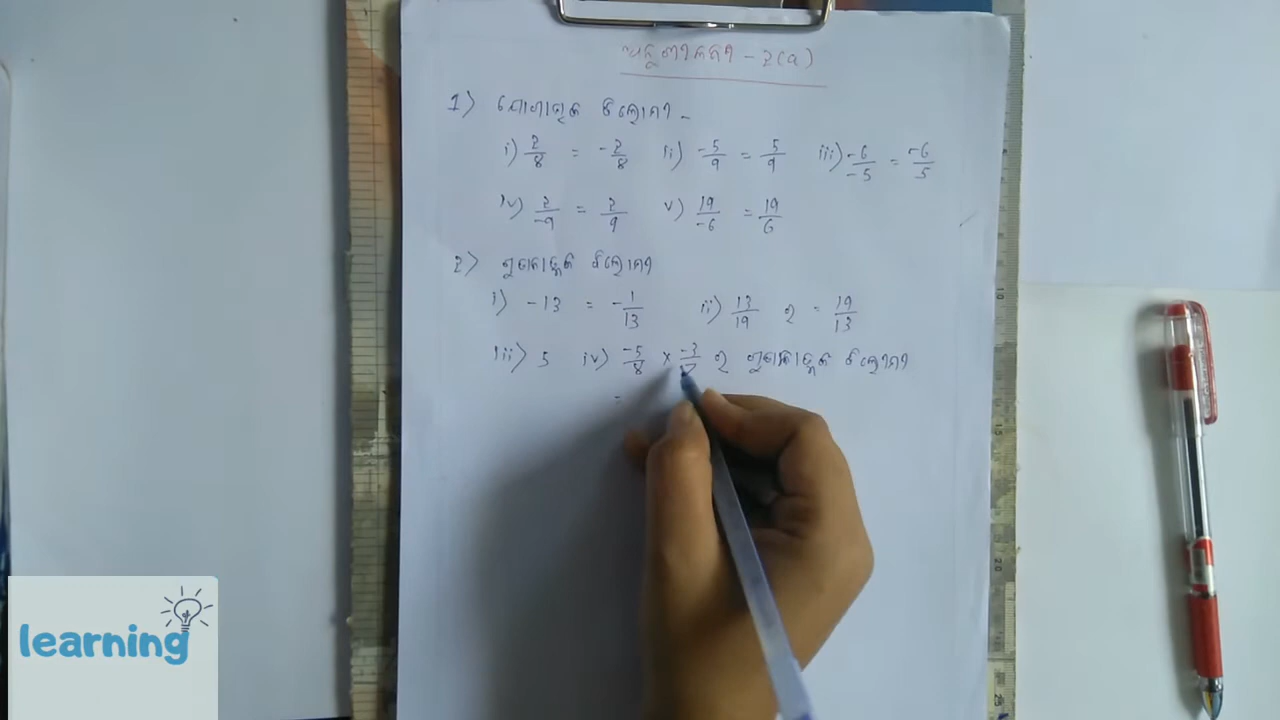 ଅନୁଶୀଳନୀ - 2(a)
1) ଯୋଗାତ୍ମକ ବିଲୋମୀ -
i) 2/8 = -2/8 ii) -5/9 = 5/9 iii) -6/-5 = -6/5
iv) 2/-9 = 2/9 v) 19/-6 = 19/6
2) ଗୁଣନାତ୍ମକ ବିଲୋମୀ
i) -13 = -1/13 ii) 13/19 ର = 19/13
iii) 5 iv) -5/8 × -3/ ର ଗୁଣନାତ୍ମକ ବିଲୋମୀ
learning